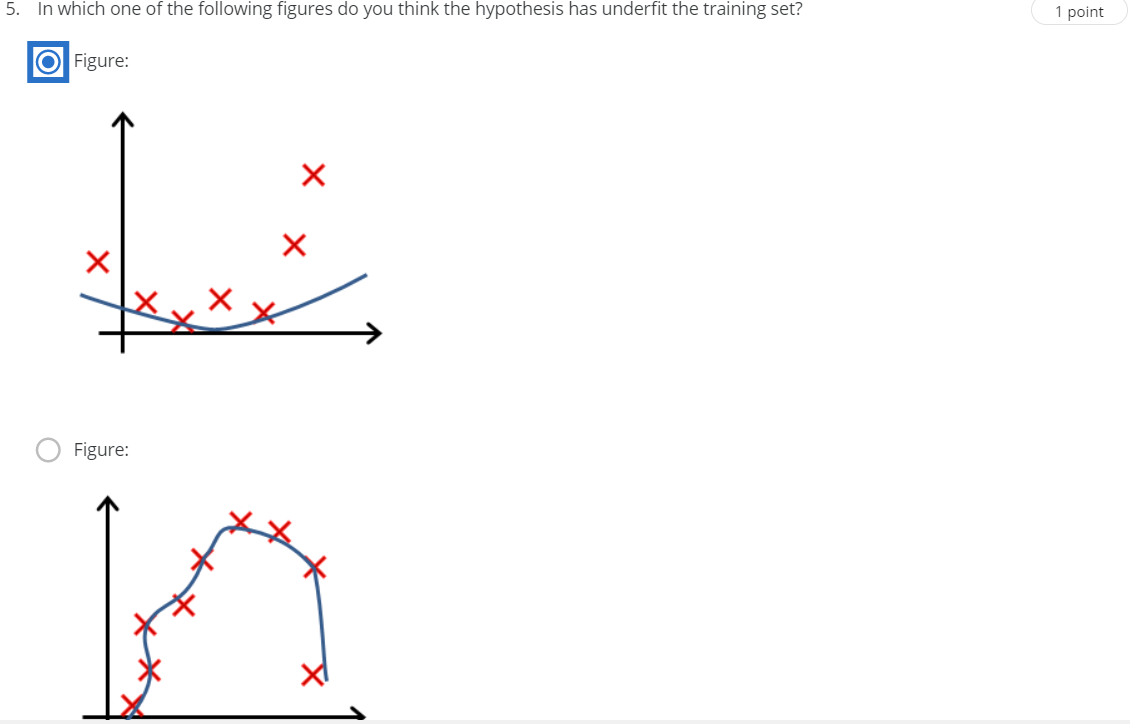 5. In which one of the following figures do you think the hypothesis has underfit the training set?
1 point
Figure:
Figure: